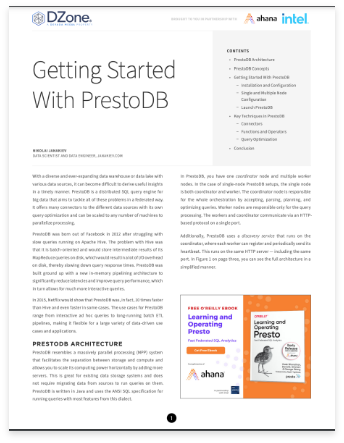 DZone
BROUGHT TO YOU IN PARTNERSHIP WITH
ahana
intel
Getting Started
With PrestoDB
CONTENTS
PrestoDB Architecture
PrestoDB Concepts
Getting Started With PrestoDB
Installation and Configuration
Single and Multiple Node
Configuration
Launch PrestoDB
Key Techniques in PrestoDB
Connectors
Functions and Operators
Query Optimization
Conclusion
DATA SCIENTIST AND DATA ENGINEER,
With a diverse and ever-expanding data warehouse or data lake with
various data sources, it can become difficult to derive useful insights
in a timely manner. PrestoDB is a distributed SQL query engine for
big data that aims to tackle all of these problems in a federated way.
It offers many connectors to the different data sources with its own
query optimization and can be scaled to any number of machines to
parallelize processing.
PrestoDB was born out of Facebook in 2012 after struggling with
slow queries running on Apache Hive. The problem with Hive was
that it is batch-oriented and would store intermediate results of its
MapReduce queries on disk, which would result in a lot of I/O overhead
on disk, thereby slowing down query response times. PrestoDB was
built ground up with a new in-memory pipelining architecture to
significantly reduce latencies and improve query performance, which
in turn allows for much more interactive queries.
In 2015, Netflix showed that PrestoDB was, in fact, 10 times faster
than Hive and even faster in some cases. The use cases for PrestoDB
range from interactive ad hoc queries to long-running batch ETL
pipelines, making it flexible for a large variety of data-driven use
cases and applications.
PRESTODB ARCHITECTURE
PrestoDB resembles a massively parallel processing (MPP) system
that facilitates the separation between storage and compute and
allows you to scale its computing power horizontally by adding more
servers. This is great for existing data storage systems and does
not require migrating data from sources to run queries on them.
PrestoDB is written in Java and uses the ANSI SQL specification for
running queries with most features from this dialect.
In PrestoDB, you have one coordinator node and multiple worker
nodes. In the case of single-node PrestoDB setups, the single node
is both coordinator and worker. The coordinator node is responsible
for the whole orchestration by accepting, parsing, planning, and
optimizing queries. Worker nodes are responsible only for the query
processing. The workers and coordinator communicate via an HTTP-
based protocol on a single port.
Additionally, PrestoDB uses a discovery service that runs on the
coordinator, where each worker can register and periodically send its
heartbeat. This runs on the same HTTP server — including the same
port. In Figure 1 on page three, you can see the full architecture in a
simplified manner.
FREE O'REILLY EBOOK
Learning and
Operating
Presto
ahana
O'REILLY
Learning and
Operating
Presto
1